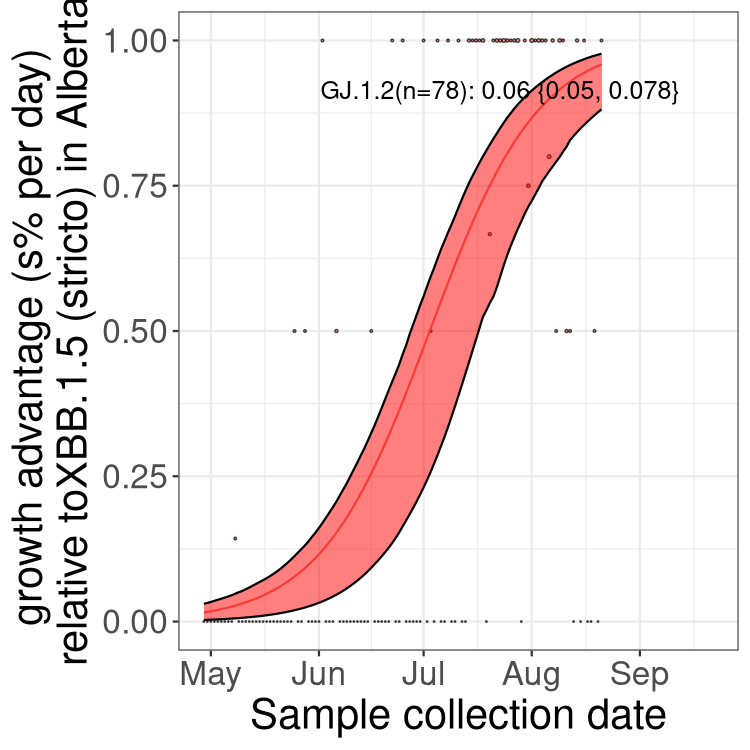 growth advantage (s% per day)
relative toXBB.1.5 (stricto) in Alberta
1.00
0.75
0.50
0.25
0.00
GJ.1.2(n=78): 0.06 {0.05, 0.078}
May Jun Jul Aug Sep
Sample collection date